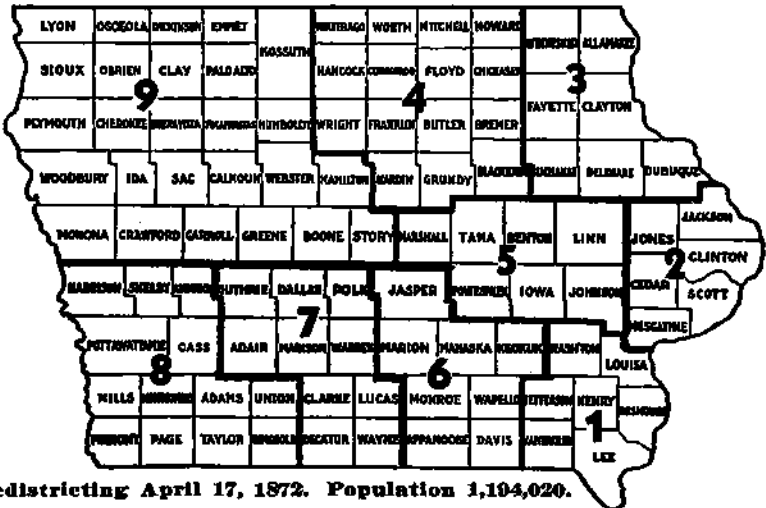 LYON OSCEOLA DICKINSON EMMET WINNEBAGO WORTH MITCHELL HOWARD
KOSSUTH WINNESHIEK ALLAMAKEE
SIOUX OBRIEN CLAY PALO ALTO HANCOCK FLOYD CHICKASAW 3
9 4
FAYETTE CLAYTON
PLYMOUTH CHEROKEE HUMBOLDT WRIGHT FRANKLIN BUTLER BREMER
WOODBURY IDA SAC CALHOUN WEBSTER HAMILTON HARDIN GRUNDY DELAWARE DUBUQUE
JACKSON
MONONA CRAWFORD CARROLL GREENE BOONE STORY MARSHALL TAMA BENTON LINN JONES
5 2 CLINTON
SHELBY GUTHRIE DALLAS POLK JASPER IOWA JOHNSON CEDAR SCOTT
7
MUSCATINE
POTTAWATTAMIE CASS ADAIR MADISON WARREN MARION MAHASKA KEOKUK
LOUISA
8 6
MILLS ADAMS UNION CLARKE LUCAS MONROE WAPELLO JEFFERSON HENRY
1
PAGE TAYLOR RINGGOLD DECATUR WAYNE APPANOOSE DAVIS
LEE
edistricting April 17, 1872. Population 1,194,020.